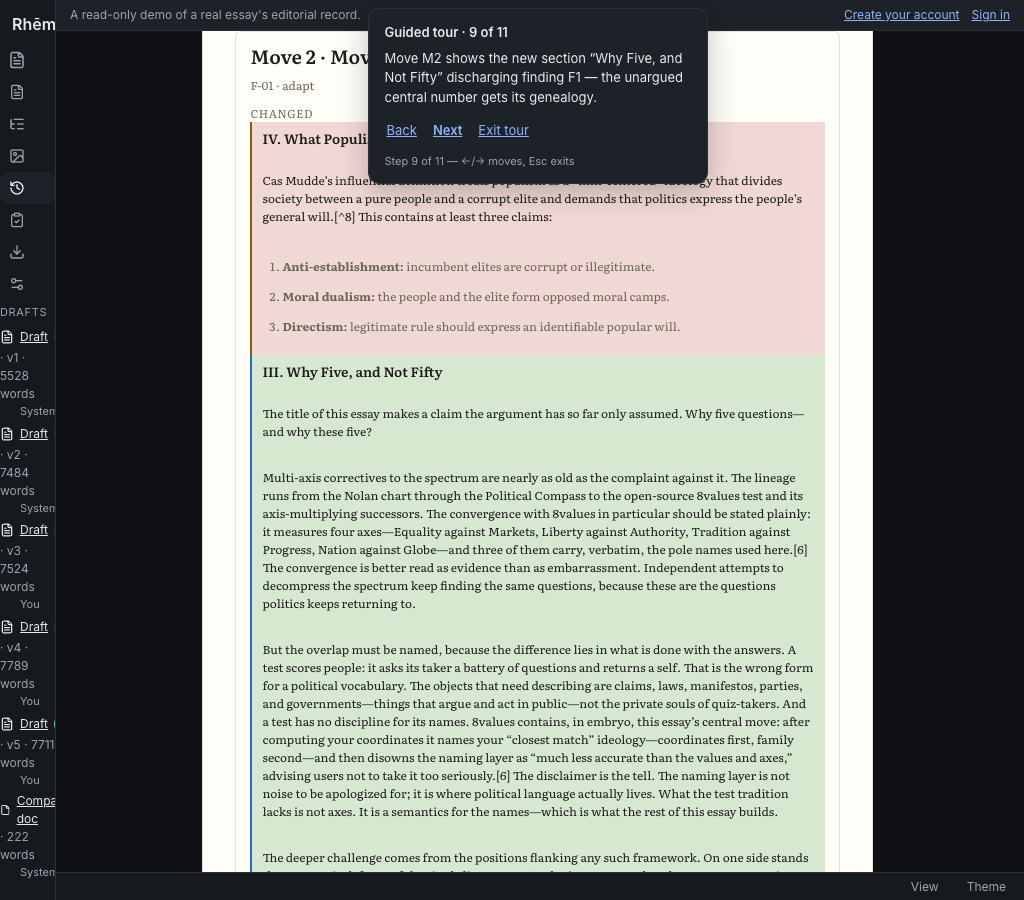 A read-only demo of a real essay's editorial record.
Create your account
Sign in
Rhēm
DRAFTS
Draft
· v1 ·
5528
words
System
Draft
· v2 ·
7484
words
System
Draft
· v3 ·
7524
words
You
Draft
· v4 ·
7789
words
You
Draft
· v5 · 7711
words
You
Compa
doc
· 222
words
System
Guided tour · 9 of 11
Move M2 shows the new section “Why Five, and
Not Fifty” discharging finding F1 — the unargued
central number gets its genealogy.
Back Next Exit tour
Step 9 of 11 — ←/→ moves, Esc exits
Move 2 · Mov
F-01 · adapt
CHANGED
IV. What Populis
Cas Mudde’s that divides
society between a pure people and a corrupt elite and demands that politics express the people’s
general will.[^8] This contains at least three claims:
1. Anti-establishment: incumbent elites are corrupt or illegitimate.
2. Moral dualism: the people and the elite form opposed moral camps.
3. Directism: legitimate rule should express an identifiable popular will.
III. Why Five, and Not Fifty
The title of this essay makes a claim the argument has so far only assumed. Why five questions—
and why these five?
Multi-axis correctives to the spectrum are nearly as old as the complaint against it. The lineage
runs from the Nolan chart through the Political Compass to the open-source 8values test and its
axis-multiplying successors. The convergence with 8values in particular should be stated plainly:
it measures four axes—Equality against Markets, Liberty against Authority, Tradition against
Progress, Nation against Globe—and three of them carry, verbatim, the pole names used here.[6]
The convergence is better read as evidence than as embarrassment. Independent attempts to
decompress the spectrum keep finding the same questions, because these are the questions
politics keeps returning to.
But the overlap must be named, because the difference lies in what is done with the answers. A
test scores people: it asks its taker a battery of questions and returns a self. That is the wrong form
for a political vocabulary. The objects that need describing are claims, laws, manifestos, parties,
and governments—things that argue and act in public—not the private souls of quiz-takers. And
a test has no discipline for its names. 8values contains, in embryo, this essay’s central move: after
computing your coordinates it names your “closest match” ideology—coordinates first, family
second—and then disowns the naming layer as “much less accurate than the values and axes,”
advising users not to take it too seriously.[6] The disclaimer is the tell. The naming layer is not
noise to be apologized for; it is where political language actually lives. What the test tradition
lacks is not axes. It is a semantics for the names—which is what the rest of this essay builds.
The deeper challenge comes from the positions flanking any such framework. On one side stands
View
Theme